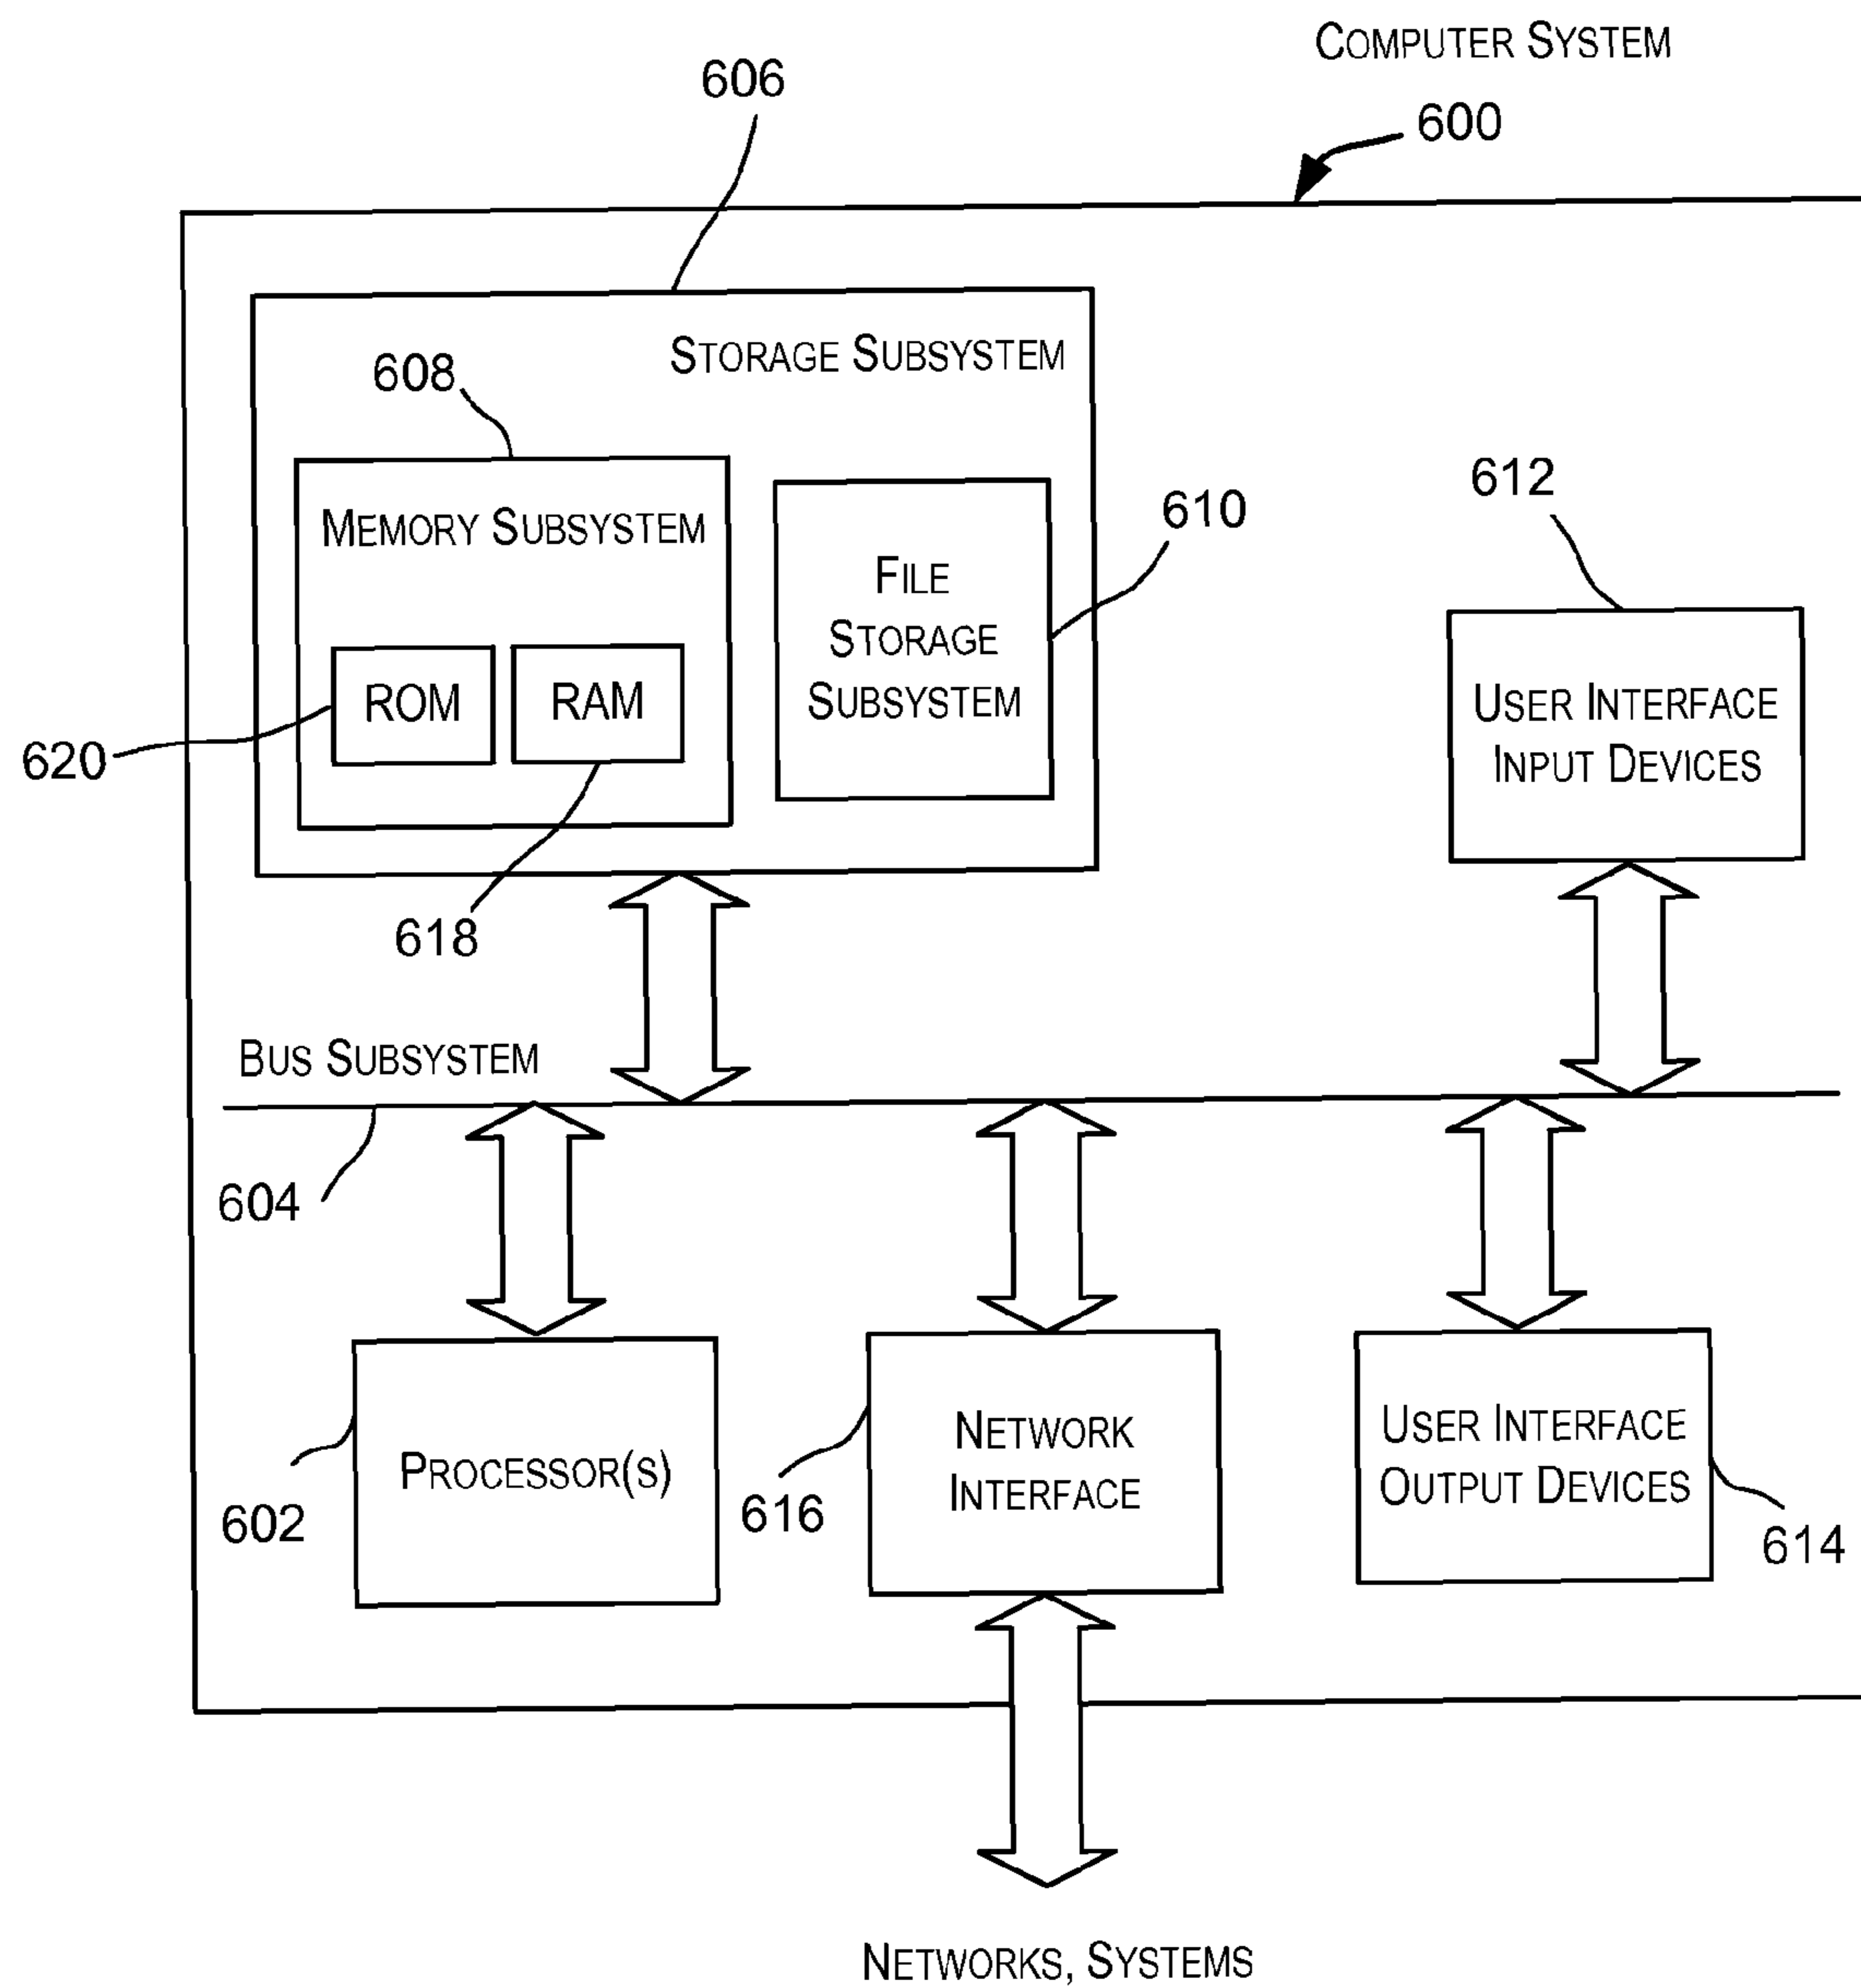 COMPUTER SYSTEM
606
600
STORAGE SUBSYSTEM
608
612
610
MEMORY SUBSYSTEM
FILE
STORAGE
SUBSYSTEM
ROM
RAM
USER INTERFACE
INPUT DEVICES
620
618
BUS SUBSYSTEM
604
PROCESSOR(S)
NETWORK
INTERFACE
USER INTERFACE
OUTPUT DEVICES
602
616
614
NETWORKS, SYSTEMS